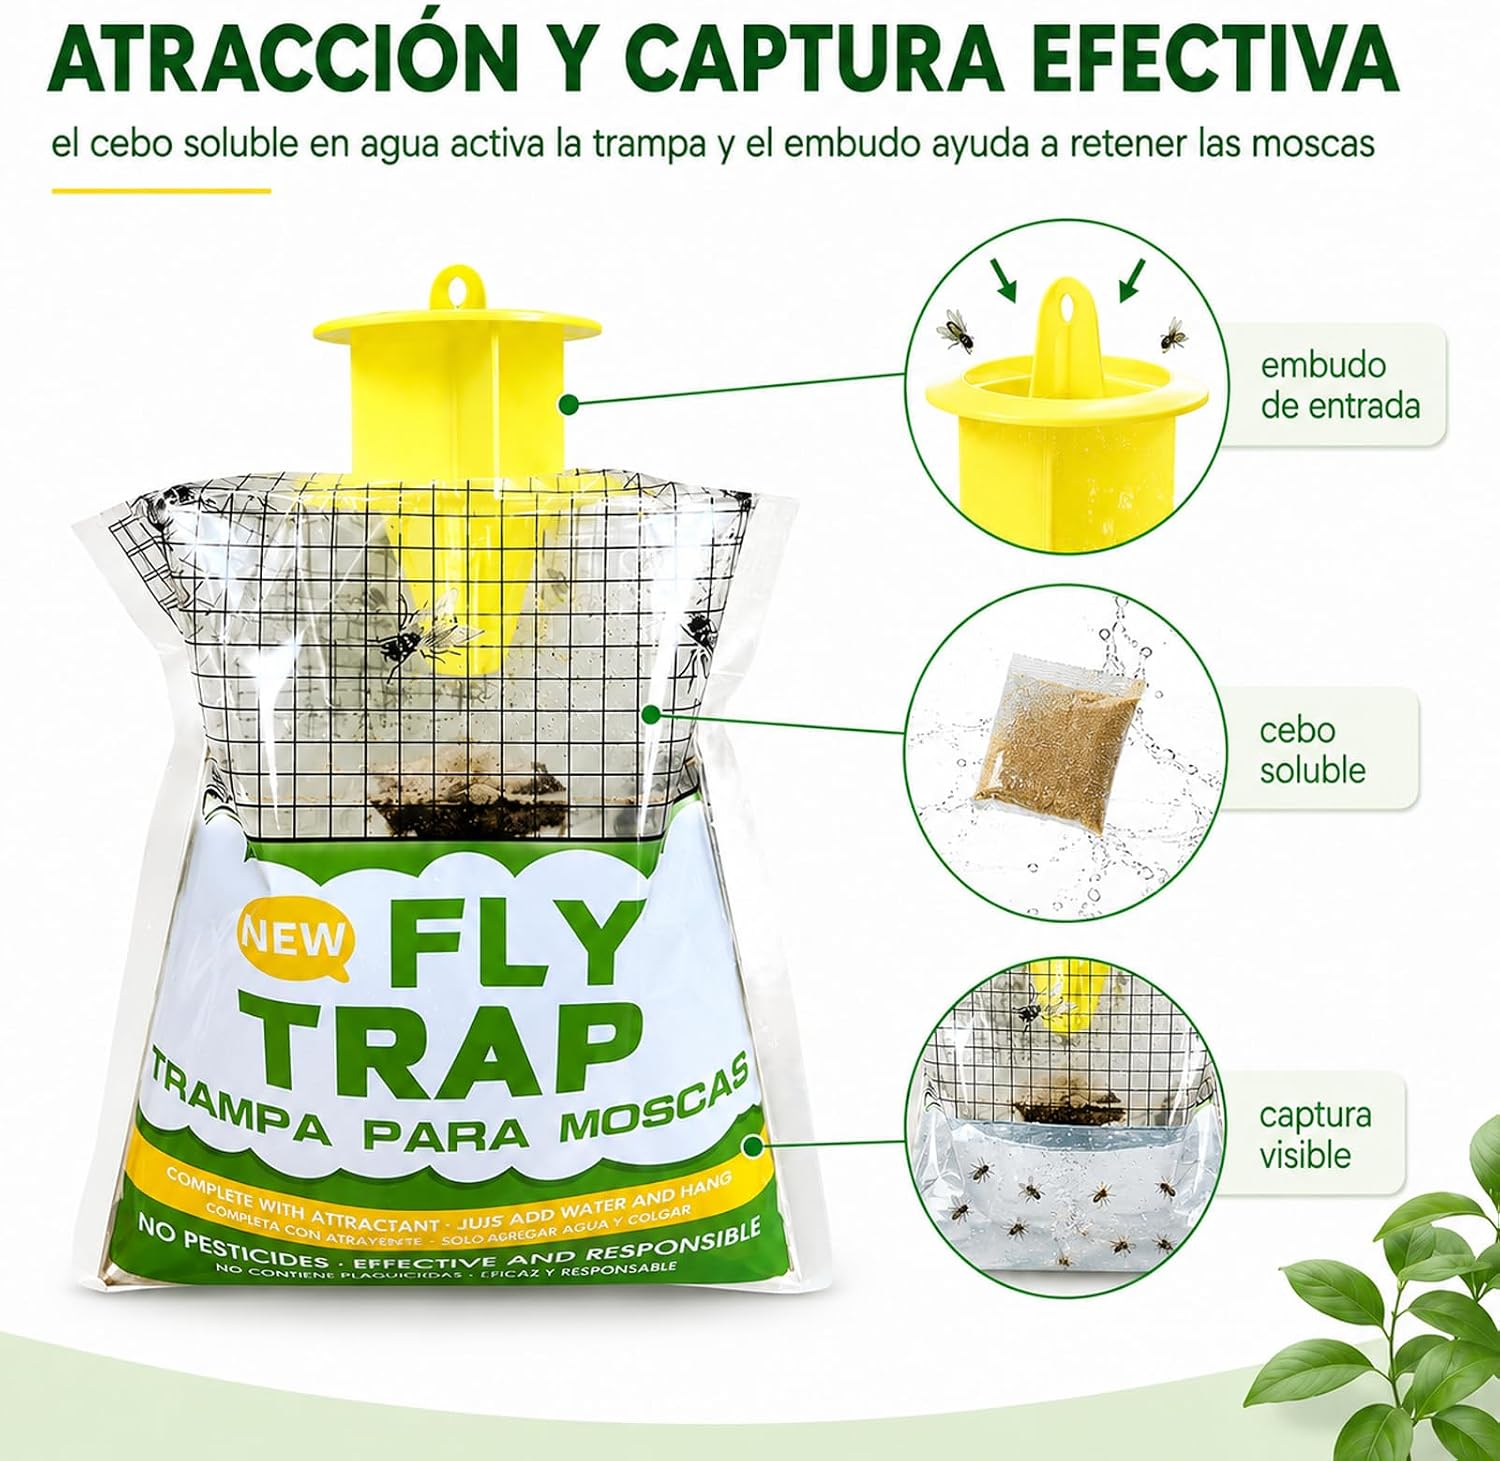 ATRACCIÓN Y CAPTURA EFECTIVA
el cebo soluble en agua activa la trampa y el embudo ayuda a retener las moscas
embudo
de entrada
cebo
soluble
NEW FLY
TRAP
TRAMPA PARA MOSCAS
COMPLETE WITH ATTRACTANT · JUJS ADD WATER AND HANG
COMPLETA CON ATRAYENTE - SOLO AGREGAR AGUA Y COLGAR
NO PESTICIDES · EFFECTIVE AND RESPONSIBLE
NO CONTIENE PLAGUICIDAS · EFICAZ Y RESPONSABLE
captura
visible